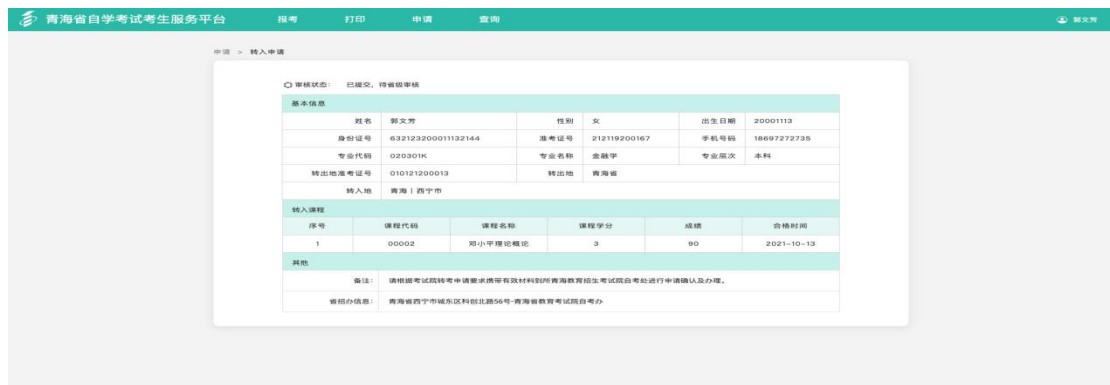 青海省自学考试考生服务平台 报考 打印 申请 查询 郭文芳
申请 > 转入申请
审核状态： 已提交，待省级审核
基本信息
姓名 郭文芳 性别 女 出生日期 20001113
身份证号 632123200011132144 准考证号 212119200167 手机号码 18697272735
专业代码 020301K 专业名称 金融学 专业层次 本科
转出地准考证号 010121200013 转出地 青海省
转入地 青海 | 西宁市
转入课程
序号 课程代码 课程名称 课程学分 成绩 合格时间
1 00002 邓小平理论概论 3 90 2021-10-13
其他
备注： 请根据考试院转考申请要求携带有效材料到所青海教育招生考试院自考处进行申请确认及办理。
省招办信息： 青海省西宁市城东区科创北路56号-青海省教育考试院自考办